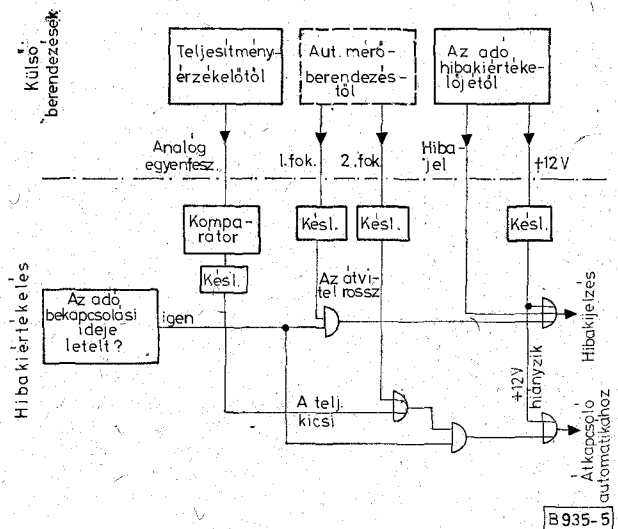 Külső
berendezések
Teljesítmény-
érzékelőtől
Aut. mérő-
berendezés-
től
Az adó
hibakiértéke-
lőjétől
Analóg
egyenfesz.
1.fok.
2.fok.
Hiba-
jel
+12V
Hibakiértékelés
Kompa-
rátor
Késl.
Késl.
Késl.
Késl.
Az adó
bekapcsolási
ideje
letelt?
igen
Az átvi-
tel rossz
A telj.
kicsi
+12V
hiányzik
Hibakijelzés
Átkapcsoló
automatikához
B935-5